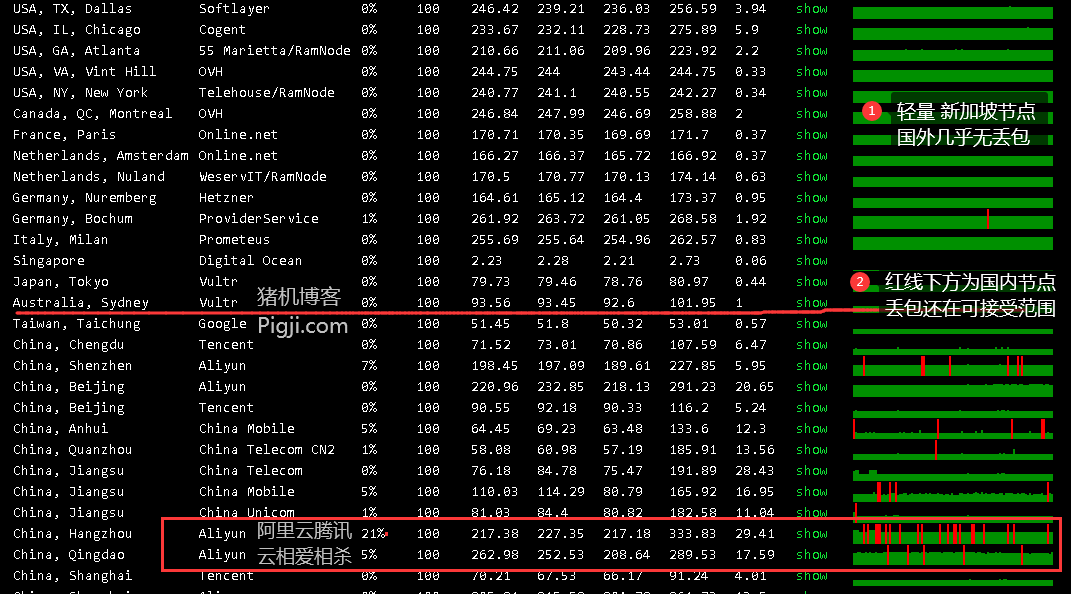 USA, TX, Dallas Softlayer 0% 100 246.42 239.21 236.03 256.59 3.94 show
USA, IL, Chicago Cogent 0% 100 233.67 232.11 228.73 275.89 5.9 show
USA, GA, Atlanta 55 Marietta/RamNode 0% 100 210.66 211.06 209.96 223.92 2.2 show
USA, VA, Vint Hill OVH 0% 100 244.75 244 243.44 244.75 0.33 show
USA, NY, New York Telehouse/RamNode 0% 100 240.77 241.1 240.55 242.27 0.34 show
Canada, QC, Montreal OVH 0% 100 246.84 247.99 246.69 258.88 2 show
1 轻量 新加坡节点
国外几乎无丢包
France, Paris Online.net 0% 100 170.71 170.35 169.69 171.7 0.37 show
Netherlands, Amsterdam Online.net 0% 100 166.27 166.37 165.72 166.92 0.37 show
Netherlands, Nuland WeservIT/RamNode 0% 100 170.5 170.77 170.13 174.14 0.63 show
Germany, Nuremberg Hetzner 0% 100 164.61 165.12 164.4 173.37 0.95 show
Germany, Bochum ProviderService 1% 100 261.92 263.72 261.05 268.58 1.92 show
Italy, Milan Prometeus 0% 100 255.69 255.64 254.96 262.57 0.83 show
Singapore Digital Ocean 0% 100 2.23 2.28 2.21 2.73 0.06 show
Japan, Tokyo Vultr 0% 100 79.73 79.46 78.76 80.97 0.44 show
2 红线下方为国内节点
丢包还在可接受范围
Australia, Sydney Vultr 0% 100 93.56 93.45 92.6 101.95 1 show
猪机博客
Pigji.com
Taiwan, Taichung Google 0% 100 51.45 51.8 50.32 53.01 0.57 show
China, Chengdu Tencent 0% 100 71.52 73.01 70.86 107.59 6.47 show
China, Shenzhen Aliyun 7% 100 198.45 197.09 189.61 227.85 5.95 show
China, Beijing Aliyun 0% 100 220.96 232.85 218.13 291.23 20.65 show
China, Beijing Tencent 0% 100 90.55 92.18 90.33 116.2 5.24 show
China, Anhui China Mobile 5% 100 64.45 69.23 63.48 133.6 12.3 show
China, Quanzhou China Telecom CN2 1% 100 58.08 60.98 57.19 185.91 13.56 show
China, Jiangsu China Telecom 0% 100 76.18 84.78 75.47 191.89 28.43 show
China, Jiangsu China Mobile 5% 100 110.03 114.29 80.79 165.92 16.95 show
China, Jiangsu China Unicom 1% 100 81.03 84.4 80.82 182.58 11.04 show
China, Hangzhou Aliyun 21% 100 217.38 227.35 217.18 333.83 29.41 show
China, Qingdao Aliyun 5% 100 262.98 252.53 208.64 289.53 17.59 show
阿里云腾讯
云相爱相杀
China, Shanghai Tencent 0% 100 70.21 67.53 66.17 91.24 4.01 show